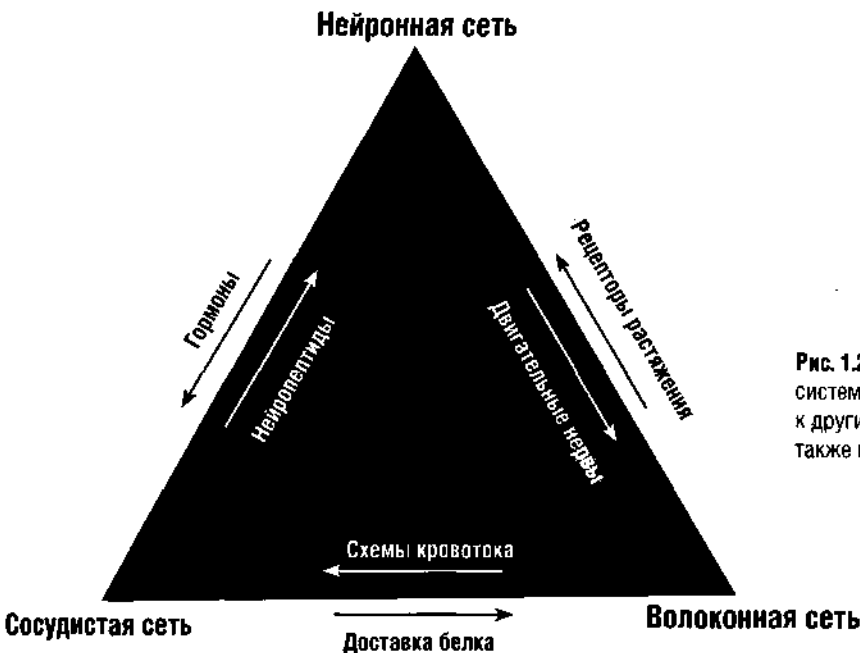 Нейронная сеть
Гормоны
Нейропептиды
Двигательные нервы
Рецепторы растяжения
Рис. 1.2
систем
к други
также
Схемы кровотока
Сосудистая сеть
Волоконная сеть
Доставка белка